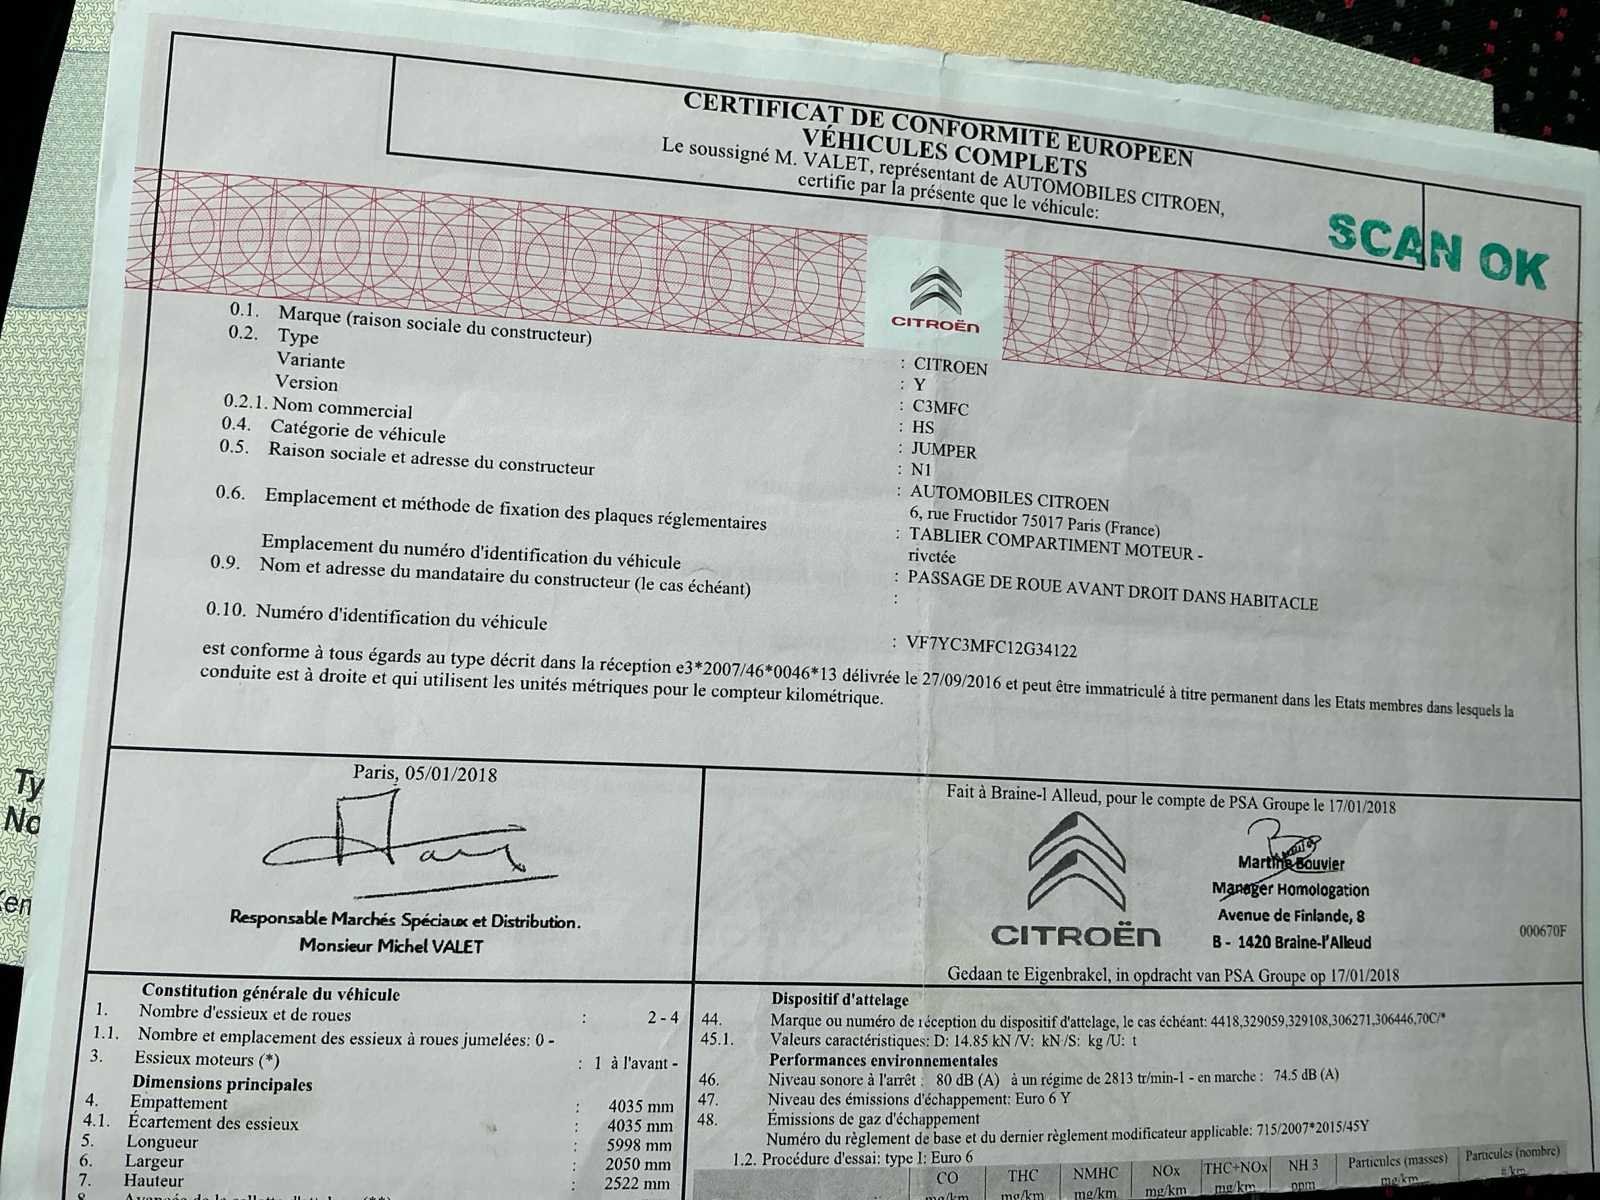 CERTIFICAT DE CONFORMITÉ EUROPEEN
VÉHICULES COMPLETS
Le soussigné M. VALET, représentant de AUTOMOBILES CITROEN,
certifie par la présente que le véhicule:
SCAN OK
CITROËN
0.1. Marque (raison sociale du constructeur) : CITROEN
0.2. Type : Y
Variante : C3MFC
Version : HS
0.2.1. Nom commercial : JUMPER
0.4. Catégorie de véhicule : N1
0.5. Raison sociale et adresse du constructeur : AUTOMOBILES CITROEN
6, rue Fructidor 75017 Paris (France)
0.6. Emplacement et méthode de fixation des plaques réglementaires : TABLIER COMPARTIMENT MOTEUR -
rivetée
Emplacement du numéro d'identification du véhicule : PASSAGE DE ROUE AVANT DROIT DANS HABITACLE
0.9. Nom et adresse du mandataire du constructeur (le cas échéant) :
0.10. Numéro d'identification du véhicule : VF7YC3MFC12G34122
est conforme à tous égards au type décrit dans la réception e3*2007/46*0046*13 délivrée le 27/09/2016 et peut être immatriculé à titre permanent dans les Etats membres dans lesquels la
conduite est à droite et qui utilisent les unités métriques pour le compteur kilométrique.
Paris, 05/01/2018
Responsable Marchés Spéciaux et Distribution.
Monsieur Michel VALET
Fait à Braine-l Alleud, pour le compte de PSA Groupe le 17/01/2018
CITROËN
Martine Bouvier
Manager Homologation
Avenue de Finlande, 8
B - 1420 Braine-l'Alleud
000670F
Gedaan te Eigenbrakel, in opdracht van PSA Groupe op 17/01/2018
Ty
No
Constitution générale du véhicule
1. Nombre d'essieux et de roues : 2 - 4
1.1. Nombre et emplacement des essieux à roues jumelées: 0 -
3. Essieux moteurs (*) : 1 à l'avant -
Dimensions principales
4. Empattement : 4035 mm
4.1. Écartement des essieux : 4035 mm
5. Longueur : 5998 mm
6. Largeur : 2050 mm
7. Hauteur : 2522 mm
Dispositif d'attelage
44. Marque ou numéro de réception du dispositif d'attelage, le cas échéant: 4418,329059,329108,306271,306446,70C/*
45.1. Valeurs caractéristiques: D: 14.85 kN /V: kN /S: kg /U: t
Performances environnementales
46. Niveau sonore à l'arrêt : 80 dB (A) à un régime de 2813 tr/min-1 - en marche : 74.5 dB (A)
47. Niveau des émissions d'échappement: Euro 6 Y
48. Émissions de gaz d'échappement
Numéro du règlement de base et du dernier règlement modificateur applicable: 715/2007*2015/45Y
1.2. Procédure d'essai: type I: Euro 6
CO THC NMHC NOx THC+NOx NH 3 Particules (masses) Particules (nombre)
mg/km mg/km mg/km mg/km mg/km ppm mg/km #/km